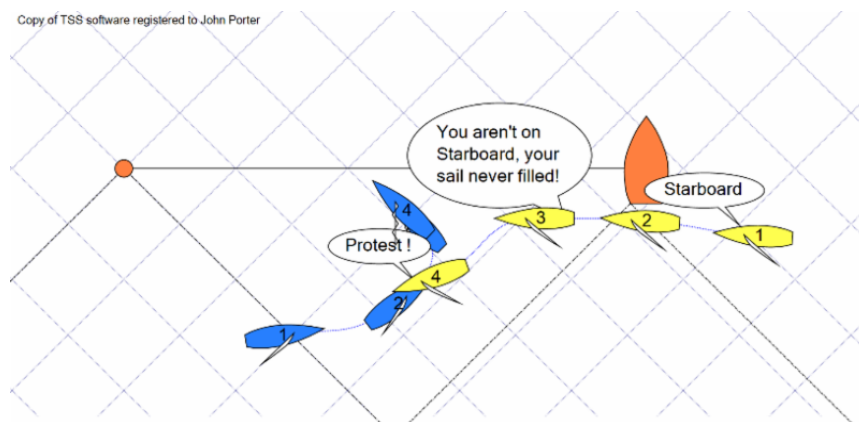 Copy of TSS software registered to John Porter
You aren't on
Starboard, your
sail never filled!
Starboard
4
3
2
1
Protest !
4
2
1